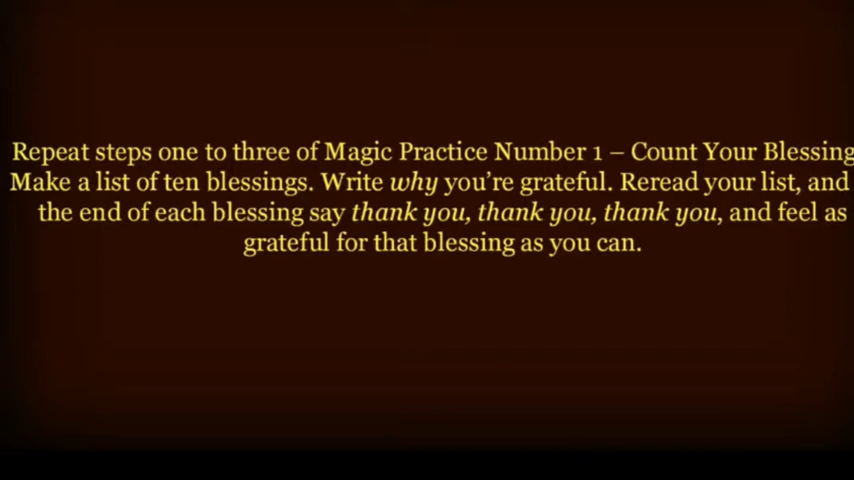 Repeat steps one to three of Magic Practice Number 1 – Count Your Blessing
Make a list of ten blessings. Write why you’re grateful. Reread your list, and
the end of each blessing say thank you, thank you, thank you, and feel as
grateful for that blessing as you can.